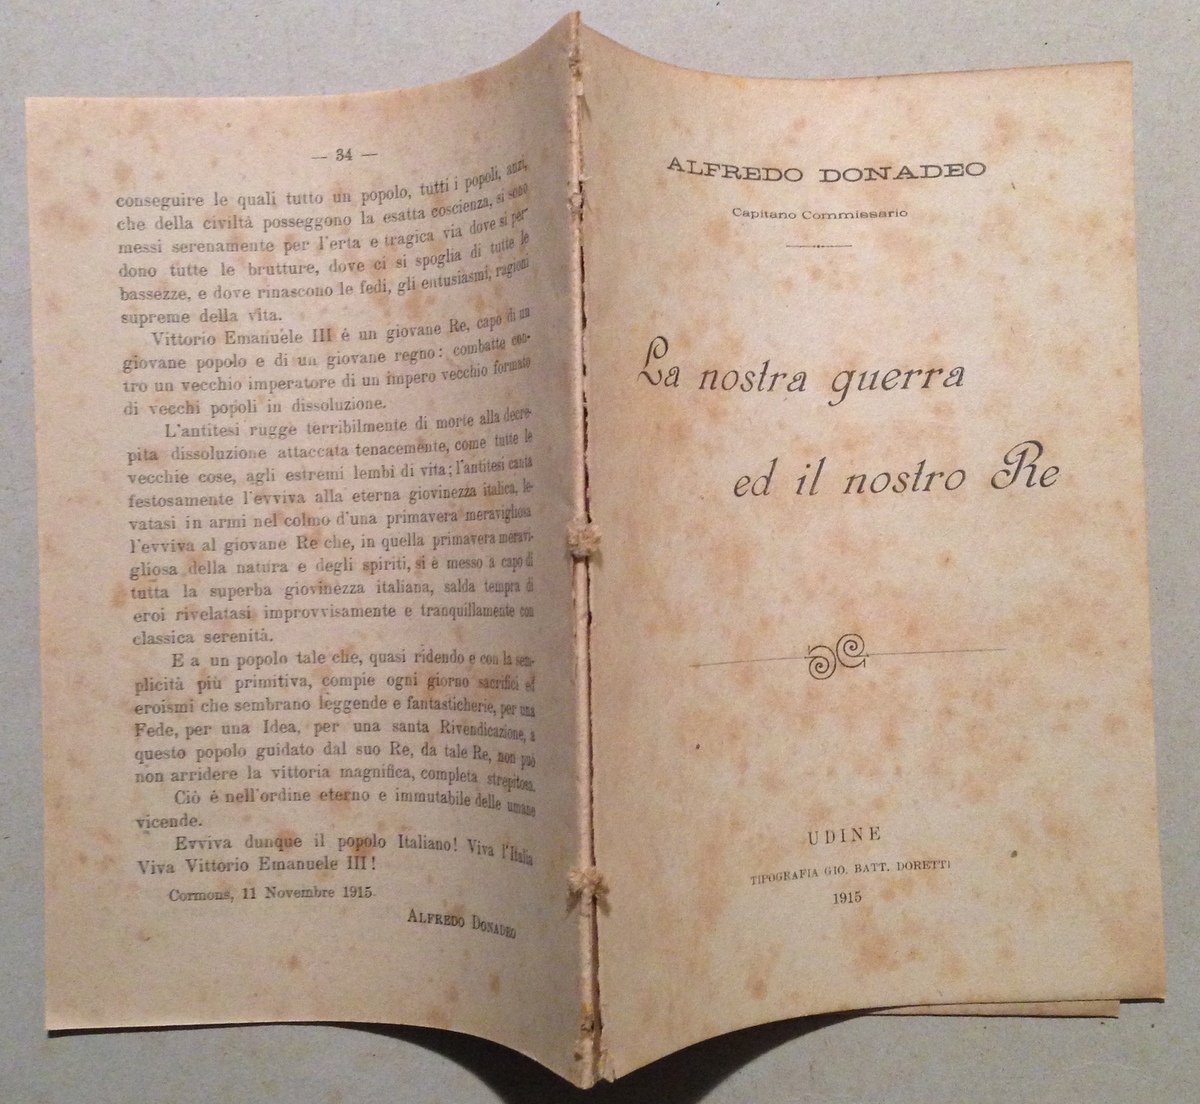 — 34 —
conseguire le quali tutto un popolo, tutti i popoli, anzi,
che della civiltà posseggono la esatta coscienza, si sono
messi serenamente per l'erta e tragica via dove si per-
dono tutte le brutture, dove ci si spoglia di tutte le
bassezze, e dove rinascono le fedi, gli entusiasmi, ragioni
supreme della vita.
Vittorio Emanuele III è un giovane Re, capo di un
giovane popolo e di un giovane regno: combatte con-
tro un vecchio imperatore di un impero vecchio formato
di vecchi popoli in dissoluzione.
L'antitesi rugge terribilmente di morte alla decre-
pita dissoluzione attaccata tenacemente, come tutte le
vecchie cose, agli estremi lembi di vita; l'antitesi canta
festosamente l'evviva alla eterna giovinezza italica, le-
vatasi in armi nel colmo d'una primavera meravigliosa
l'evviva al giovane Re che, in quella primavera meravi-
gliosa della natura e degli spiriti, si è messo a capo di
tutta la superba giovinezza italiana, salda tempra di
eroi rivelatasi improvvisamente e tranquillamente con
classica serenità.
E a un popolo tale che, quasi ridendo e con la sem-
plicità più primitiva, compie ogni giorno sacrifici ed
eroismi che sembrano leggende e fantasticherie, per una
Fede, per una Idea, per una santa Rivendicazione, a
questo popolo guidato dal suo Re, da tale Re, non può
non arridere la vittoria magnifica, completa strepitosa.
Ciò è nell'ordine eterno e immutabile delle umane
vicende.
Evviva dunque il popolo Italiano! Viva l'Italia
Viva Vittorio Emanuele III!
Cormons, 11 Novembre 1915.
ALFREDO DONADEO
ALFREDO DONADEO
Capitano Commissario
La nostra guerra
ed il nostro Re
UDINE
TIPOGRAFIA GIO. BATT. DORETTI
1915